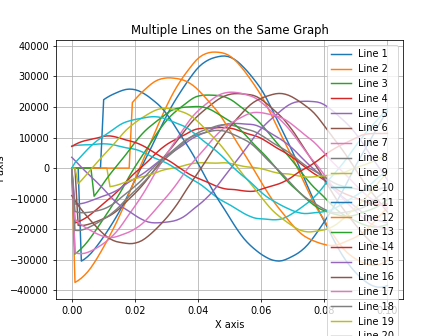 Multiple Lines on the Same Graph
40000
30000
20000
10000
0
−10000
−20000
−30000
−40000
0.00
0.02
0.04
0.06
X axis
Line 1
Line 2
Line 3
Line 4
Line 5
Line 6
Line 7
Line 8
Line 9
Line 10
Line 11
Line 12
Line 13
Line 14
Line 15
Line 16
Line 17
Line 18
Line 19
Line 20